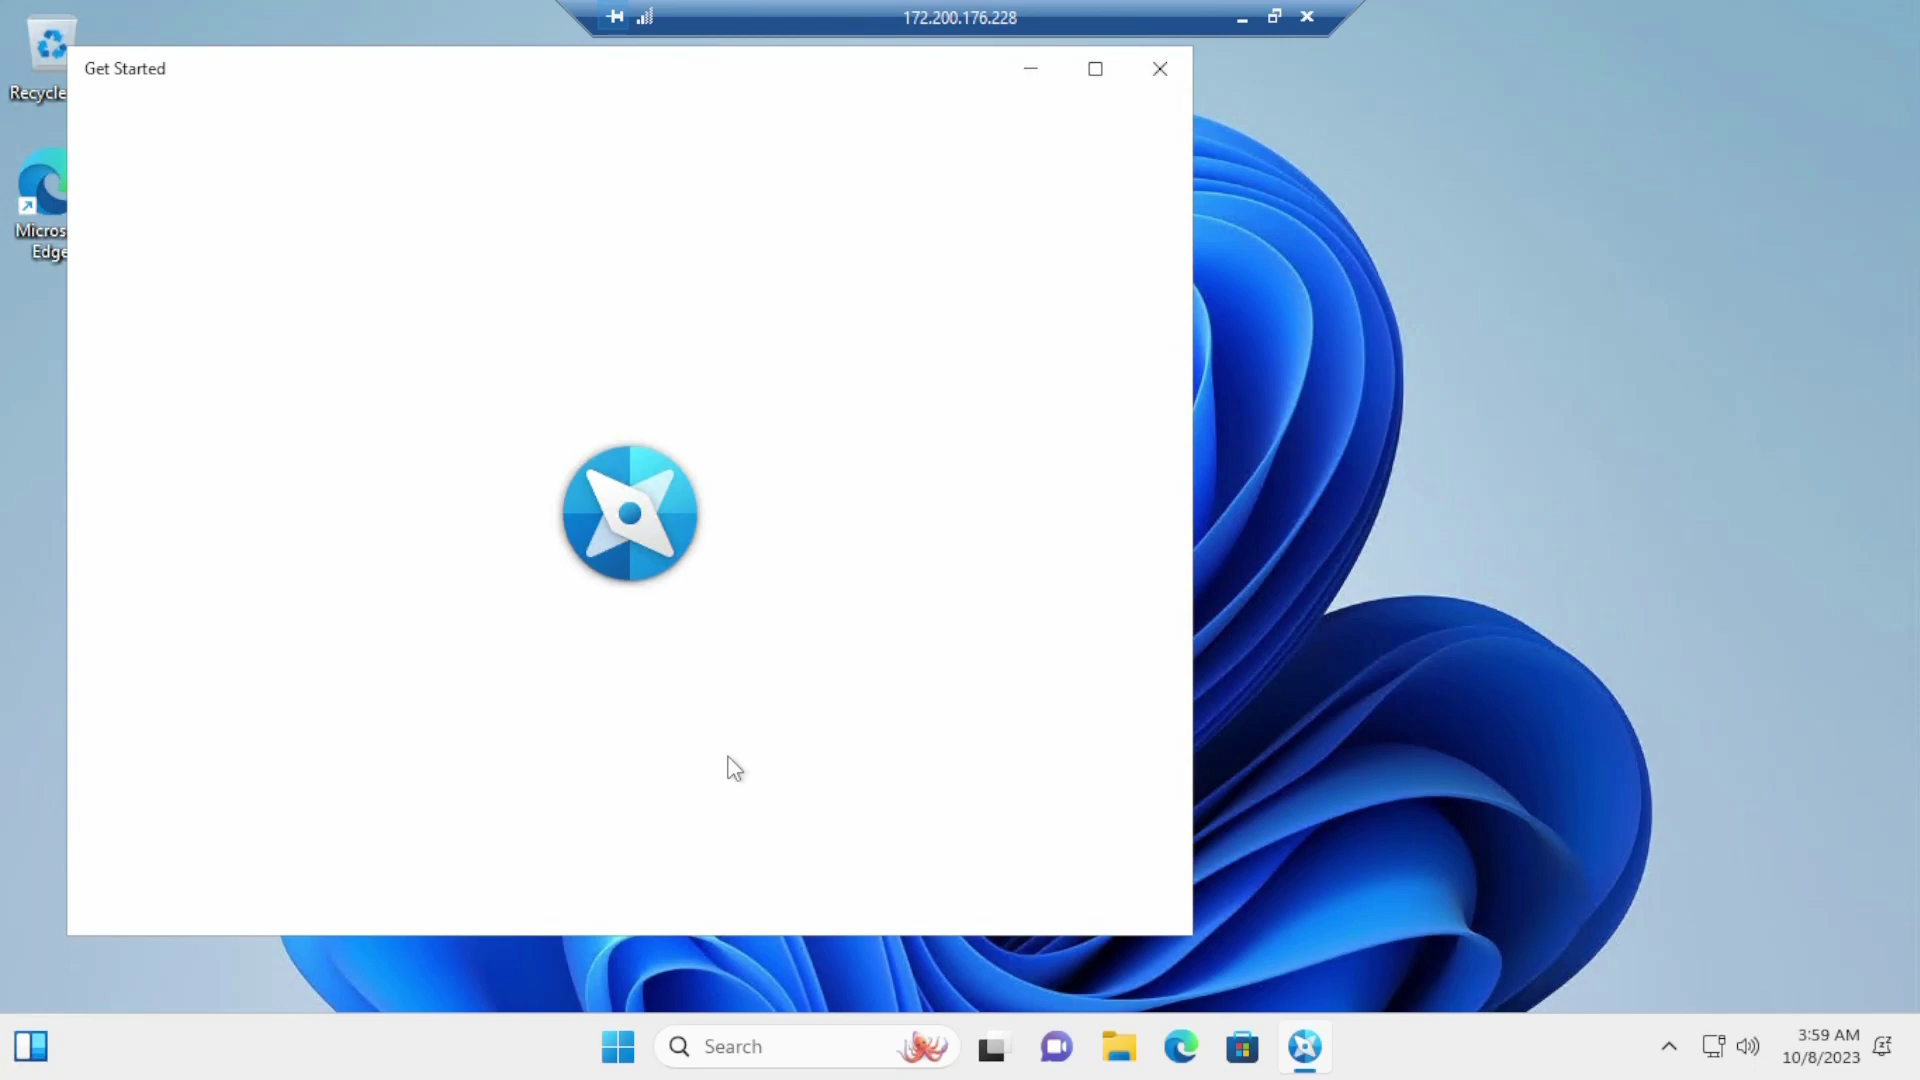 172.200.176.228
Get Started
Recycle
Micros
Edge
Search
3:59 AM
10/8/2023